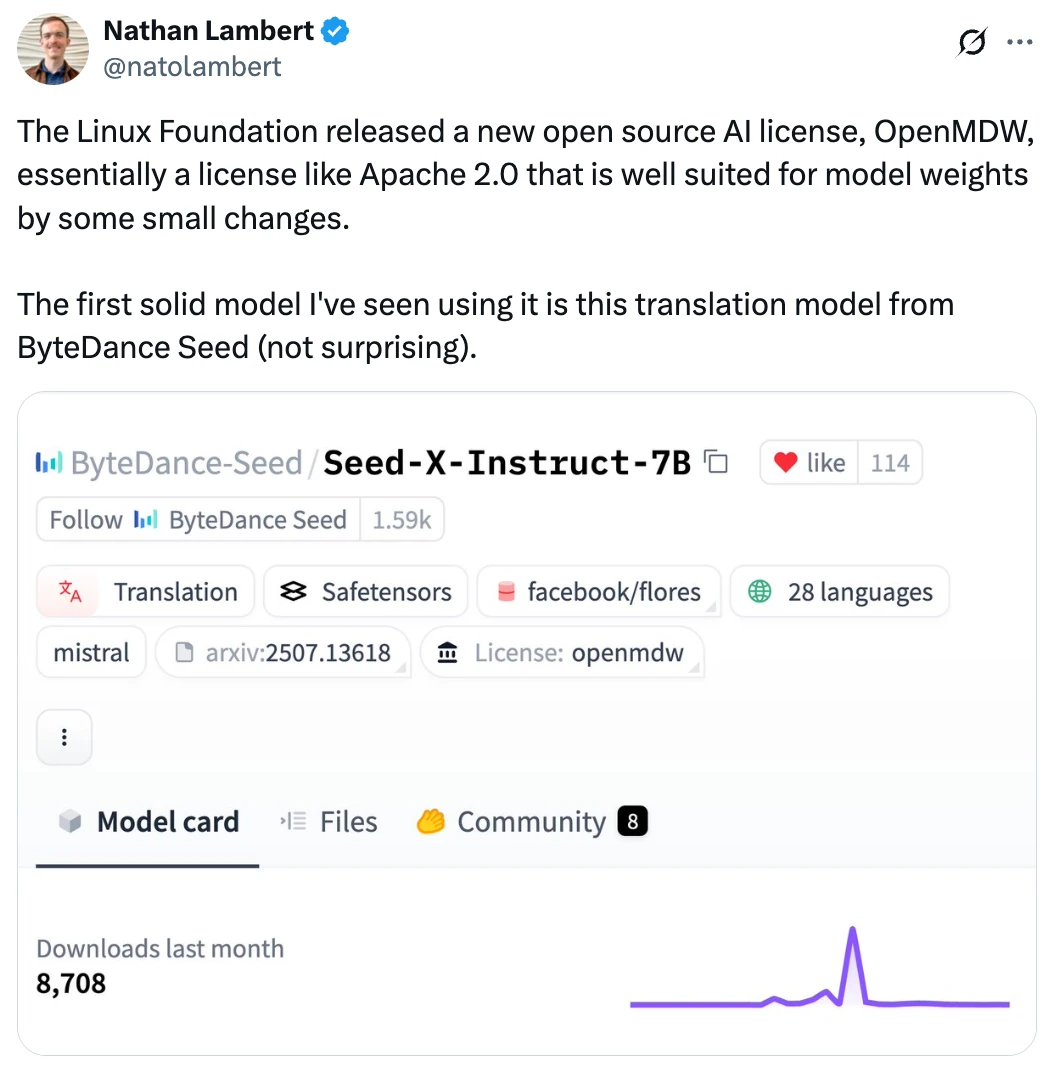 Nathan Lambert
@natolambert
The Linux Foundation released a new open source AI license, OpenMDW,
essentially a license like Apache 2.0 that is well suited for model weights
by some small changes.
The first solid model I've seen using it is this translation model from
ByteDance Seed (not surprising).
ByteDance-Seed/Seed-X-Instruct-7B like 114
Follow ByteDance Seed 1.59k
文A Translation Safetensors facebook/flores 28 languages
mistral arxiv:2507.13618 License: openmdw
Model card Files Community 8
Downloads last month
8,708